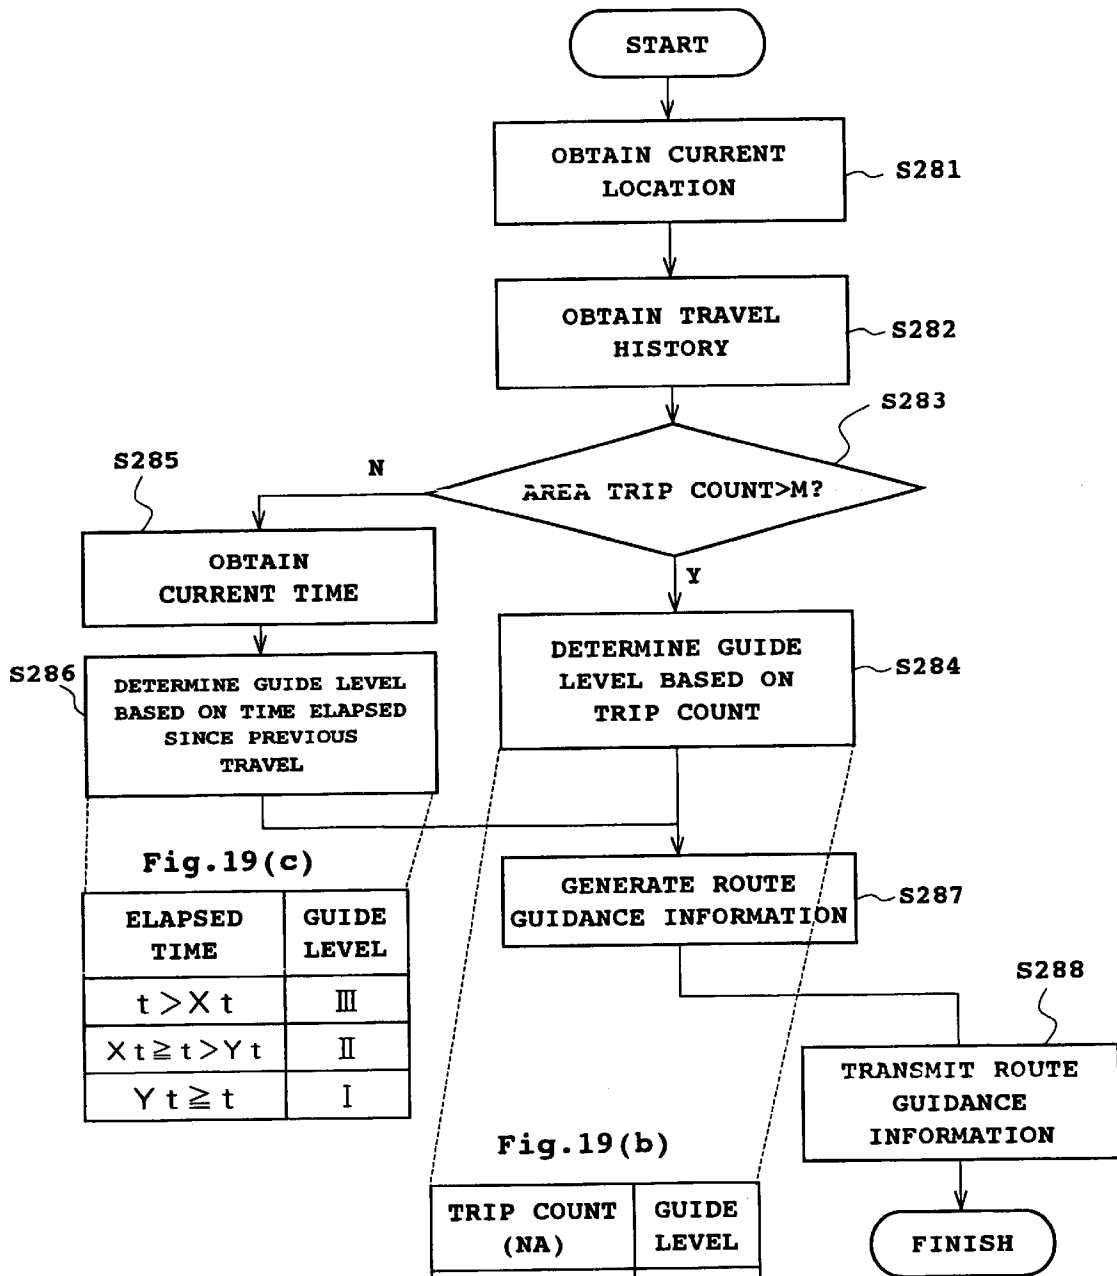 START
OBTAIN CURRENT
LOCATION
S281
OBTAIN TRAVEL
HISTORY
S282
S283
AREA TRIP COUNT>M?
N
Y
S285
OBTAIN
CURRENT TIME
S286
DETERMINE GUIDE LEVEL
BASED ON TIME ELAPSED
SINCE PREVIOUS
TRAVEL
DETERMINE GUIDE
LEVEL BASED ON
TRIP COUNT
S284
Fig.19(c)
ELAPSED
TIME
GUIDE
LEVEL
t>Xt
Ⅲ
Xt≧t>Yt
Ⅱ
Yt≧t
Ⅰ
GENERATE ROUTE
GUIDANCE INFORMATION
S287
S288
TRANSMIT ROUTE
GUIDANCE
INFORMATION
Fig.19(b)
TRIP COUNT
(NA)
GUIDE
LEVEL
FINISH